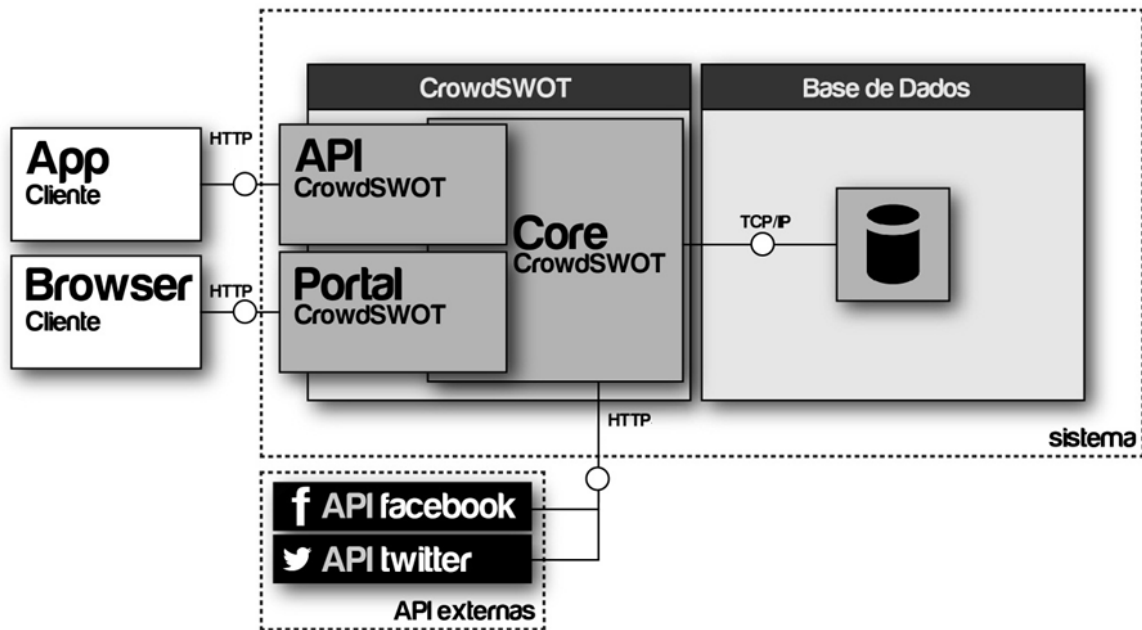 CrowdSWOT
Base de Dados
HTTP
App
Cliente
API
CrowdSWOT
Core
CrowdSWOT
TCP/IP
HTTP
Browser
Cliente
Portal
CrowdSWOT
HTTP
sistema
f API facebook
API twitter
API externas